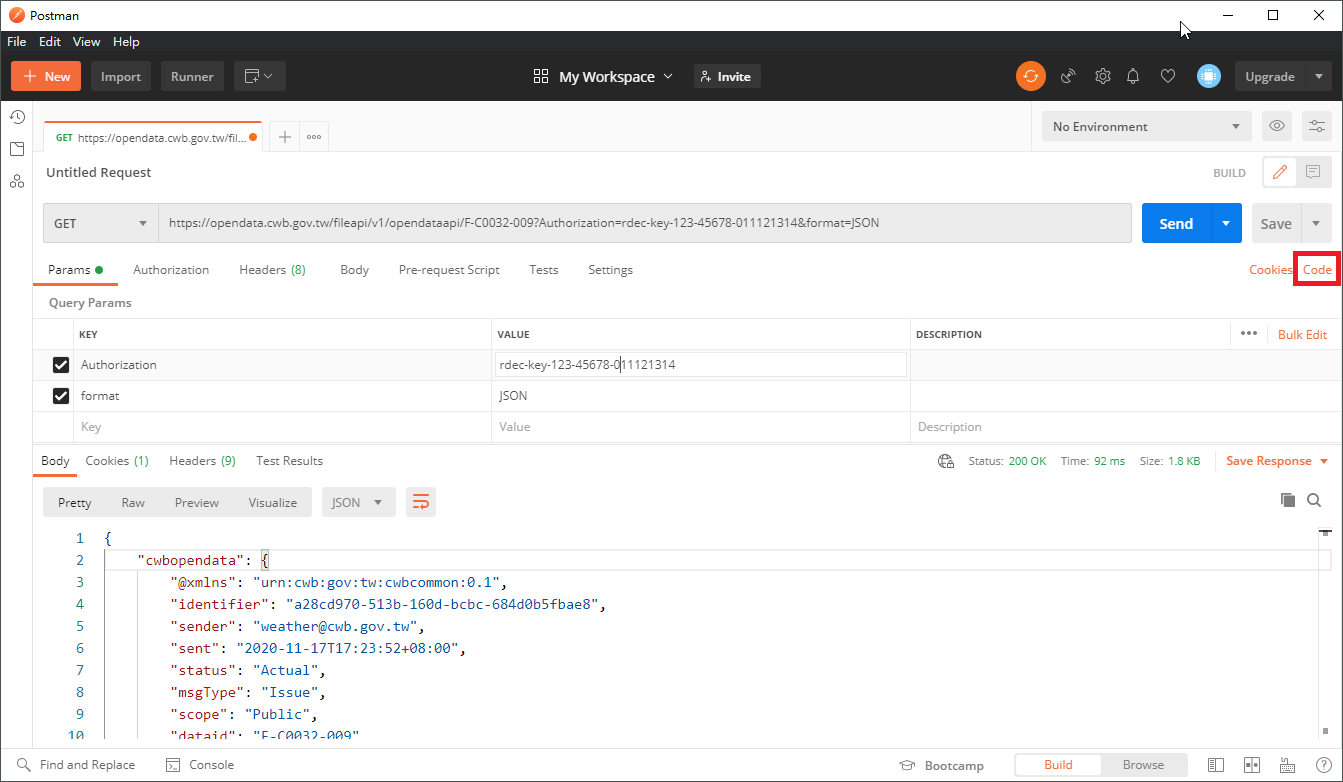 Postman
File Edit View Help
New Import Runner My Workspace Invite Upgrade
GET https://opendata.cwb.gov.tw/fil... No Environment
Untitled Request BUILD
GET https://opendata.cwb.gov.tw/fileapi/v1/opendataapi/F-C0032-009?Authorization=rdec-key-123-45678-011121314&format=JSON Send Save
Params Authorization Headers (8) Body Pre-request Script Tests Settings Cookies Code
Query Params
KEY VALUE DESCRIPTION ••• Bulk Edit
Authorization rdec-key-123-45678-011121314
format JSON
Key Value Description
Body Cookies (1) Headers (9) Test Results Status: 200 OK Time: 92 ms Size: 1.8 KB Save Response
Pretty Raw Preview Visualize JSON
1 {
2 "cwbopendata": {
3 "@xmlns": "urn:cwb:gov:tw:cwbcommon:0.1",
4 "identifier": "a28cd970-513b-160d-bcbc-684d0b5fbae8",
5 "sender": "weather@cwb.gov.tw",
6 "sent": "2020-11-17T17:23:52+08:00",
7 "status": "Actual",
8 "msgType": "Issue",
9 "scope": "Public",
10 "dataid": "F-C0032-009"
Find and Replace Console Bootcamp Build Browse